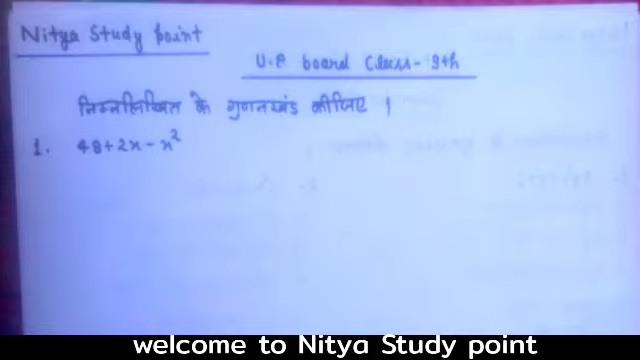 Nitya Study point
U.P board Class-9th
निम्नलिखित के गुणनखंड कीजिए ।
1. 48+2x-x²
welcome to Nitya Study point